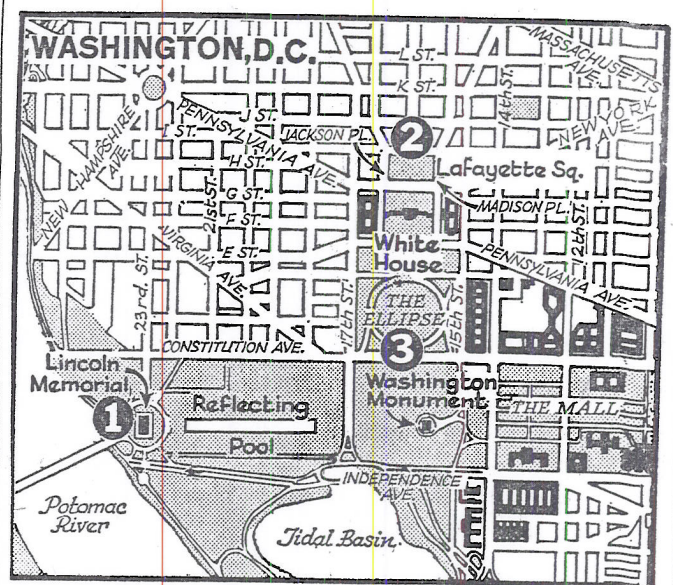 WASHINGTON, D.C.
L ST.
K ST.
14th ST.
MASSACHUSETTS
AVE.
NEW YORK
AVE.
NEW
HAMPSHIRE
AVE.
PENNSYLVANIA AVE.
J ST.
I ST.
H ST.
G ST.
F ST.
E ST.
21st ST.
JACKSON PL.
2
Lafayette Sq.
MADISON PL.
12th ST.
White
House
PENNSYLVANIA AVE.
VIRGINIA
AVE.
23rd. ST.
17th ST.
THE
ELLIPSE
15th ST.
CONSTITUTION AVE.
3
Lincoln
Memorial
1
Reflecting
Pool
Washington
Monument
THE MALL
INDEPENDENCE
AVE.
Potomac
River
Tidal Basin.